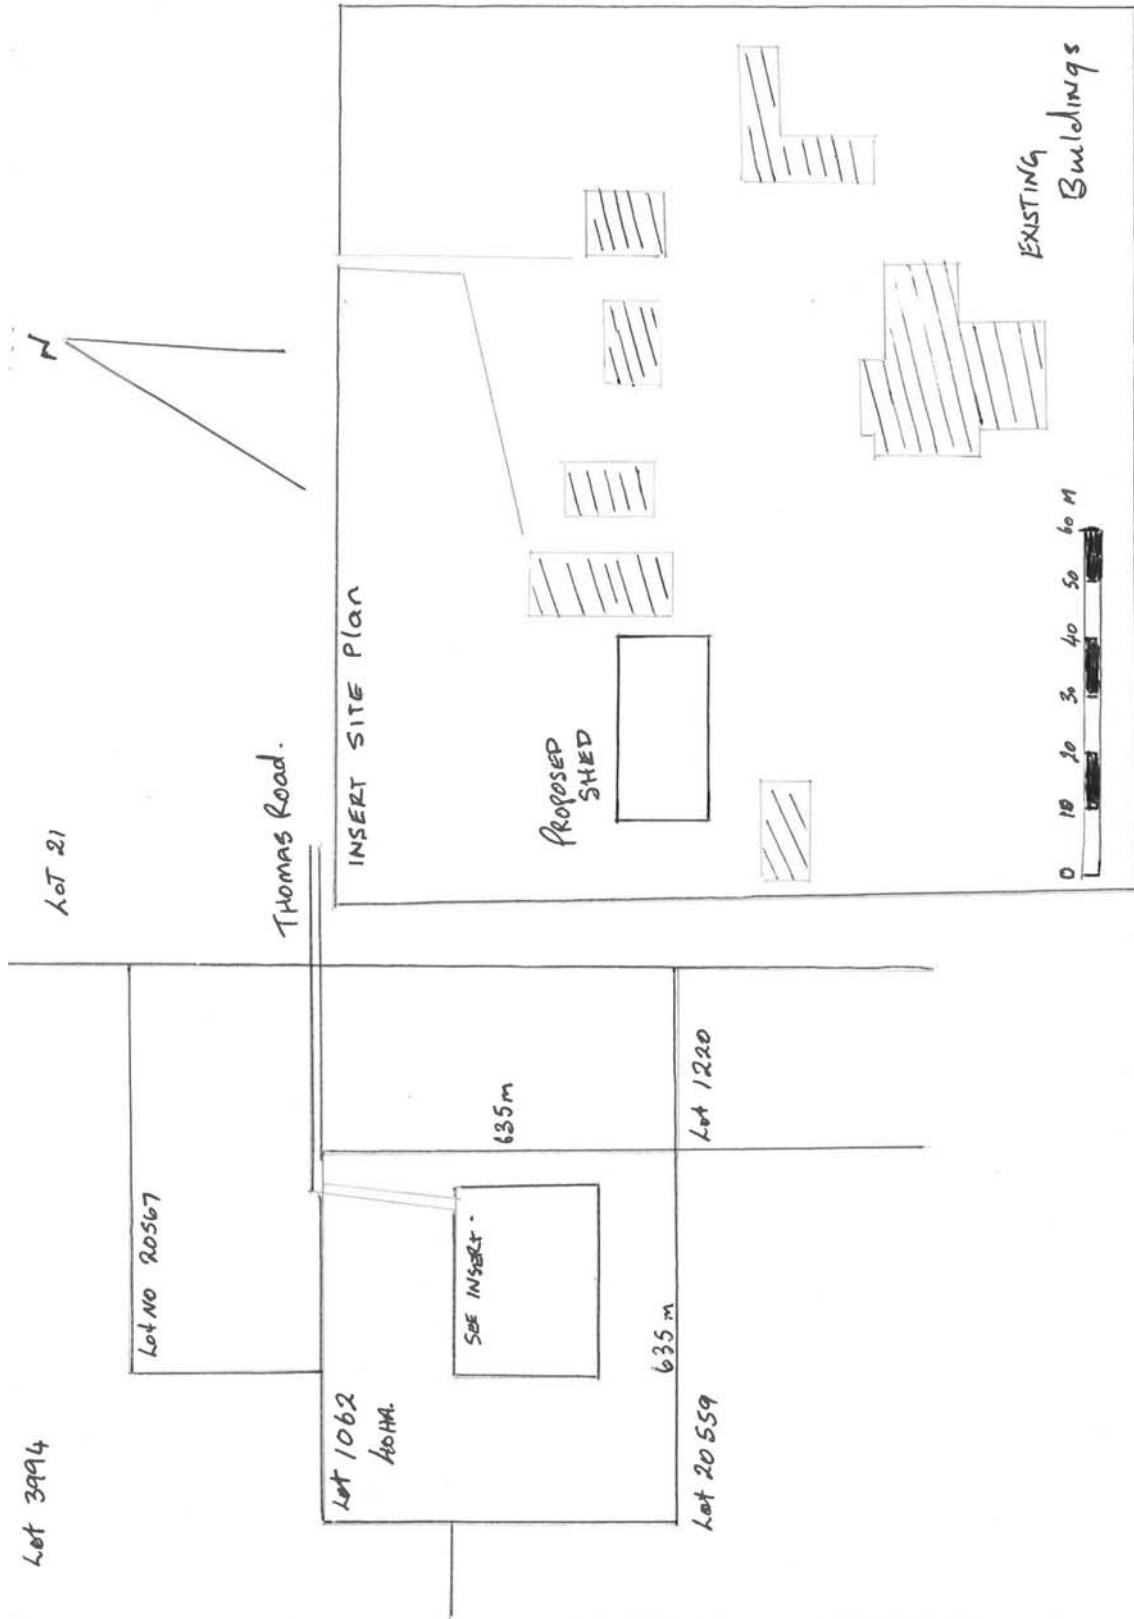 Lot 3994
Lot 21
N
Lot NO 20567
THOMAS Road.
Lot 1062
40HA.
SEE INSERT.
635m
635 m
Lot 20559
Lot 1220
INSERT SITE Plan
PROPOSED
SHED
EXISTING
Buildings
0 10 20 30 40 50 60 M